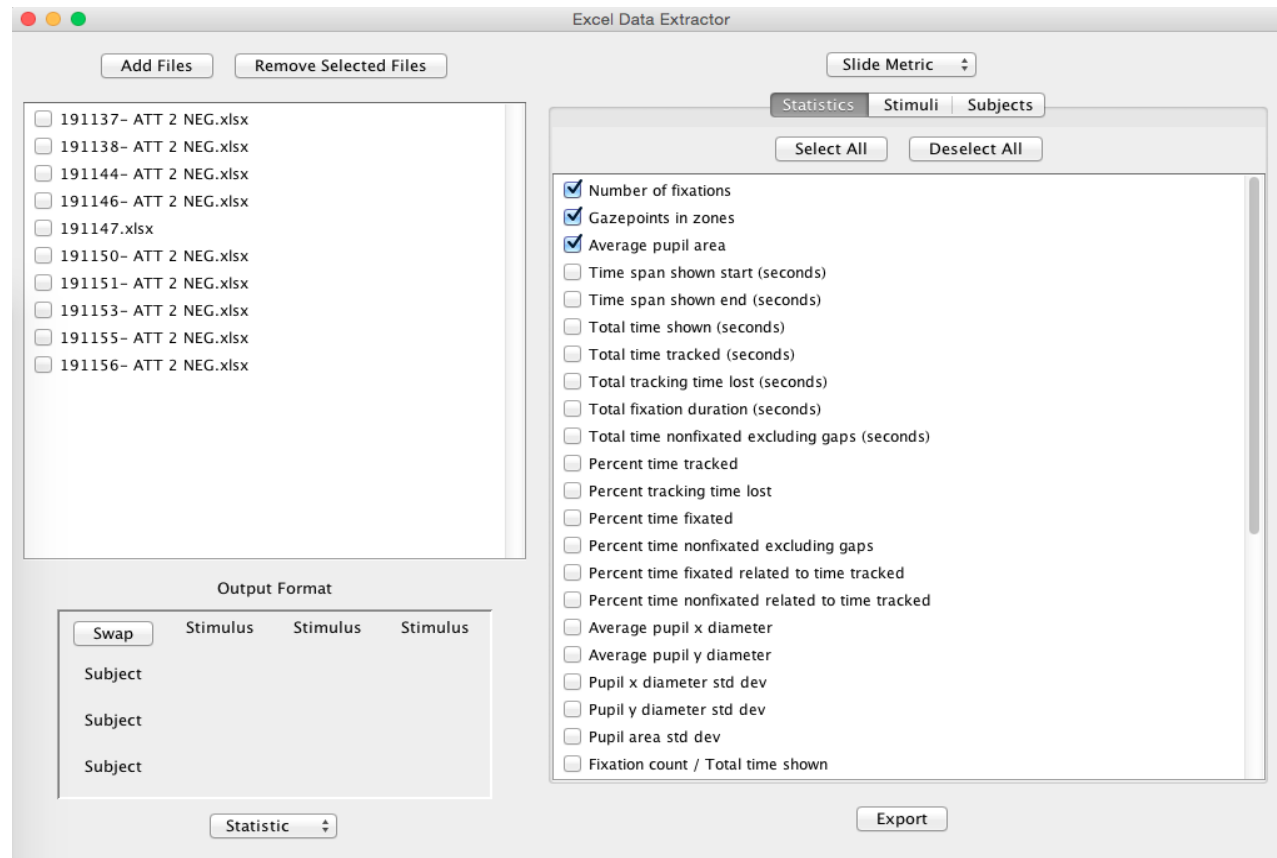 Excel Data Extractor
Add Files
Remove Selected Files
191137- ATT 2 NEG.xlsx
191138- ATT 2 NEG.xlsx
191144- ATT 2 NEG.xlsx
191146- ATT 2 NEG.xlsx
191147.xlsx
191150- ATT 2 NEG.xlsx
191151- ATT 2 NEG.xlsx
191153- ATT 2 NEG.xlsx
191155- ATT 2 NEG.xlsx
191156- ATT 2 NEG.xlsx
Output Format
Swap Stimulus Stimulus Stimulus
Subject
Subject
Subject
Statistic
Slide Metric
Statistics Stimuli Subjects
Select All Deselect All
Number of fixations
Gazepoints in zones
Average pupil area
Time span shown start (seconds)
Time span shown end (seconds)
Total time shown (seconds)
Total time tracked (seconds)
Total tracking time lost (seconds)
Total fixation duration (seconds)
Total time nonfixated excluding gaps (seconds)
Percent time tracked
Percent tracking time lost
Percent time fixated
Percent time nonfixated excluding gaps
Percent time fixated related to time tracked
Percent time nonfixated related to time tracked
Average pupil x diameter
Average pupil y diameter
Pupil x diameter std dev
Pupil y diameter std dev
Pupil area std dev
Fixation count / Total time shown
Export